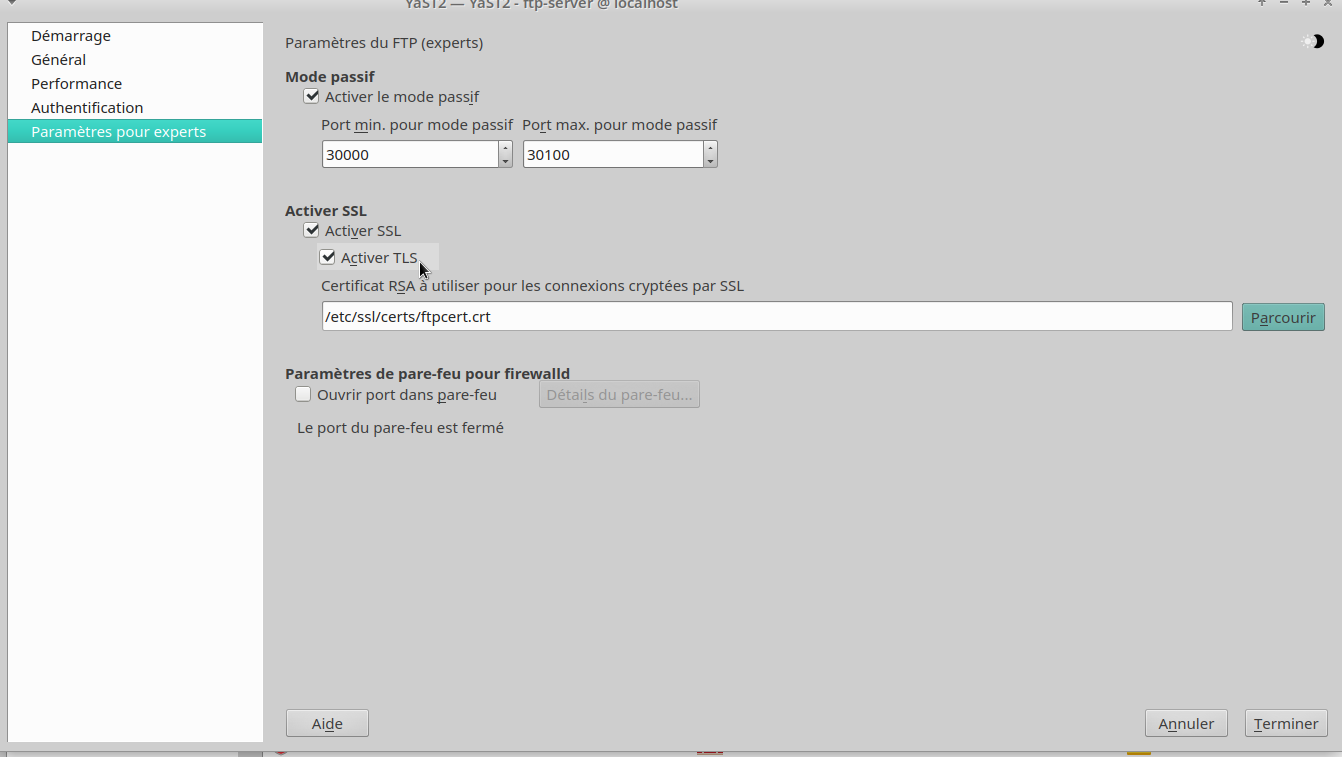 YaST2 — YaST2 - ftp-server @ localhost
Démarrage
Général
Performance
Authentification
Paramètres pour experts
Paramètres du FTP (experts)
Mode passif
Activer le mode passif
Port min. pour mode passif Port max. pour mode passif
30000 30100
Activer SSL
Activer SSL
Activer TLS
Certificat RSA à utiliser pour les connexions cryptées par SSL
/etc/ssl/certs/ftpcert.crt Parcourir
Paramètres de pare-feu pour firewalld
Ouvrir port dans pare-feu Détails du pare-feu...
Le port du pare-feu est fermé
Aide Annuler Terminer